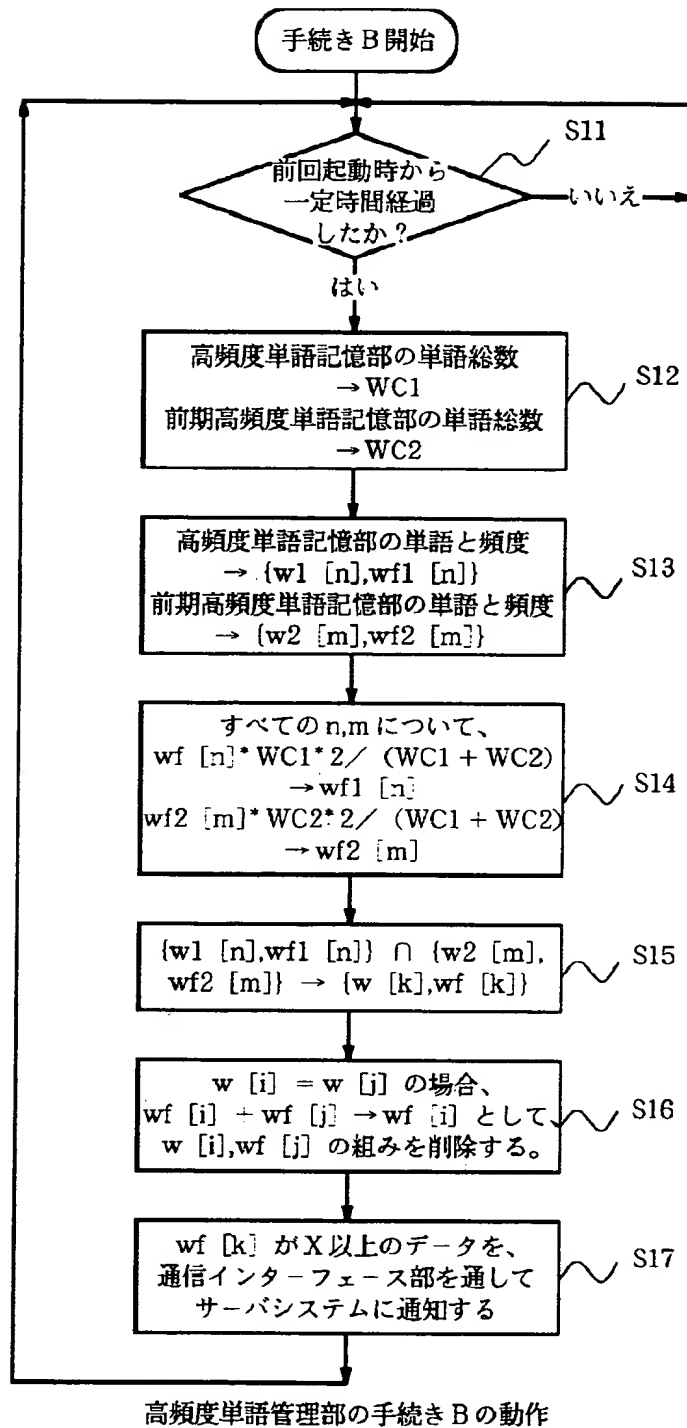 手続きB開始
S11
前回起動時から
一定時間経過
したか？
いいえ
はい
高頻度単語記憶部の単語総数
→WC1
前期高頻度単語記憶部の単語総数
→WC2
S12
高頻度単語記憶部の単語と頻度
→ {w1 [n],wf1 [n]}
前期高頻度単語記憶部の単語と頻度
→ {w2 [m],wf2 [m]}
S13
すべてのn,mについて、
wf [n]* WC1* 2／ (WC1 + WC2)
→wf1 [n]
wf2 [m]* WC2* 2／ (WC1 + WC2)
→wf2 [m]
S14
{w1 [n],wf1 [n]} ∩ {w2 [m],
wf2 [m]} → {w [k],wf [k]}
S15
w [i] = w [j] の場合、
wf [i] + wf [j] →wf [i] として、
w [i],wf [j] の組みを削除する。
S16
wf [k] がX以上のデータを、
通信インターフェース部を通して
サーバシステムに通知する
S17
高頻度単語管理部の手続きBの動作